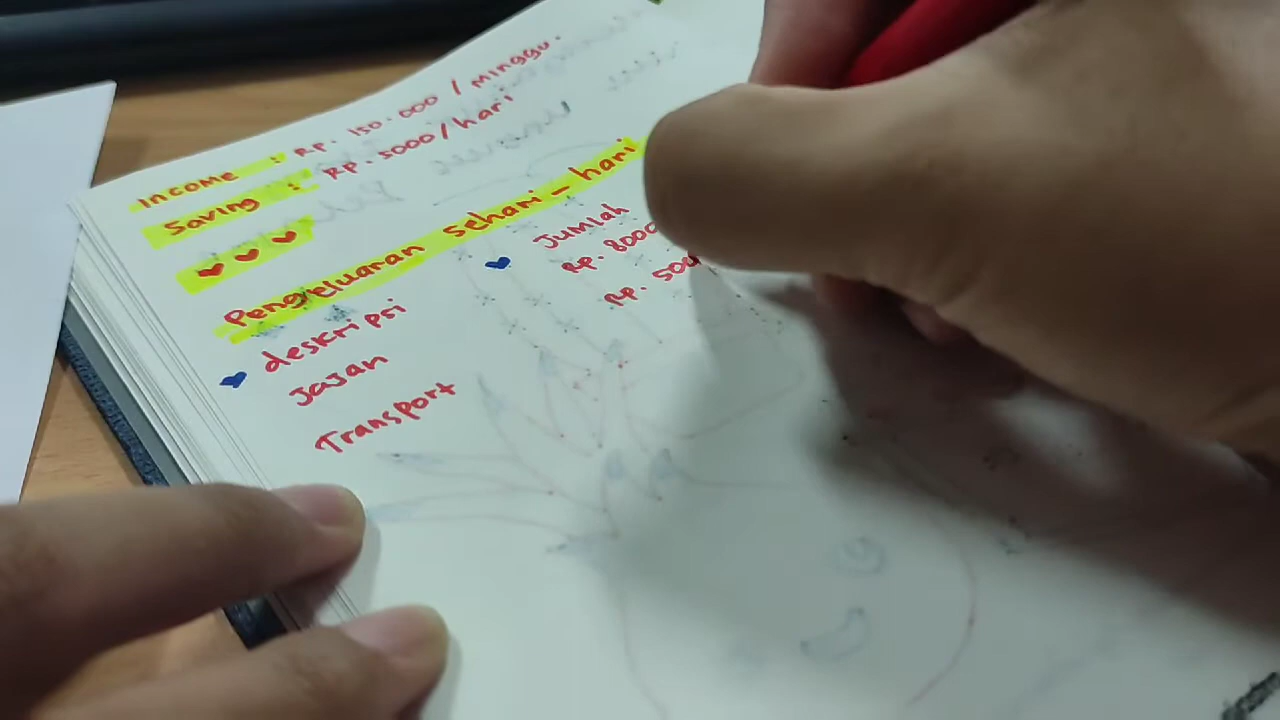 Income : Rp. 150.000 / minggu.
Saving : Rp. 5000 / hari
Pengeluaran sehari - hari
deskripsi Jumlah
Jajan Rp. 8000
Transport Rp. 500